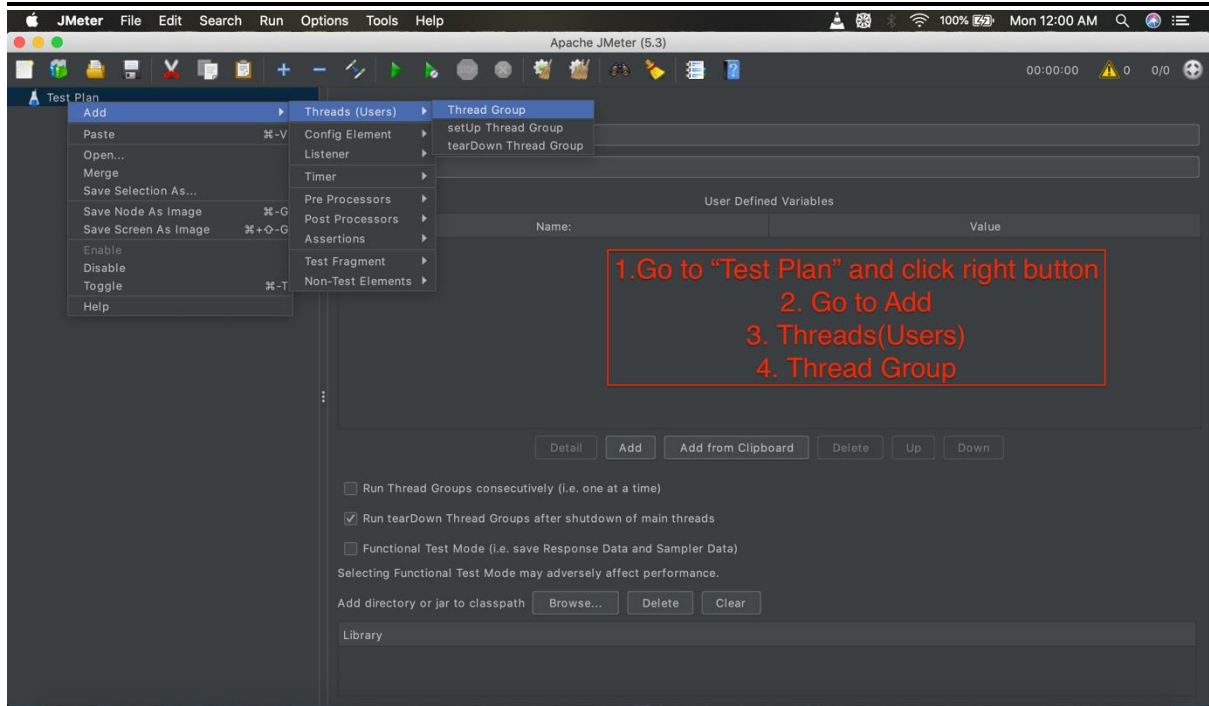 JMeter File Edit Search Run Options Tools Help 100% Mon 12:00 AM
Apache JMeter (5.3)
00:00:00 0 0/0
Test Plan
Add
Paste ⌘-V
Open...
Merge
Save Selection As...
Save Node As Image ⌘-G
Save Screen As Image ⌘+⇧-G
Enable
Disable
Toggle ⌘-T
Help
Threads (Users)
Config Element
Listener
Timer
Pre Processors
Post Processors
Assertions
Test Fragment
Non-Test Elements
Thread Group
setUp Thread Group
tearDown Thread Group
User Defined Variables
Name: Value
1.Go to “Test Plan” and click right button
2. Go to Add
3. Threads(Users)
4. Thread Group
Detail Add Add from Clipboard Delete Up Down
Run Thread Groups consecutively (i.e. one at a time)
Run tearDown Thread Groups after shutdown of main threads
Functional Test Mode (i.e. save Response Data and Sampler Data)
Selecting Functional Test Mode may adversely affect performance.
Add directory or jar to classpath Browse... Delete Clear
Library